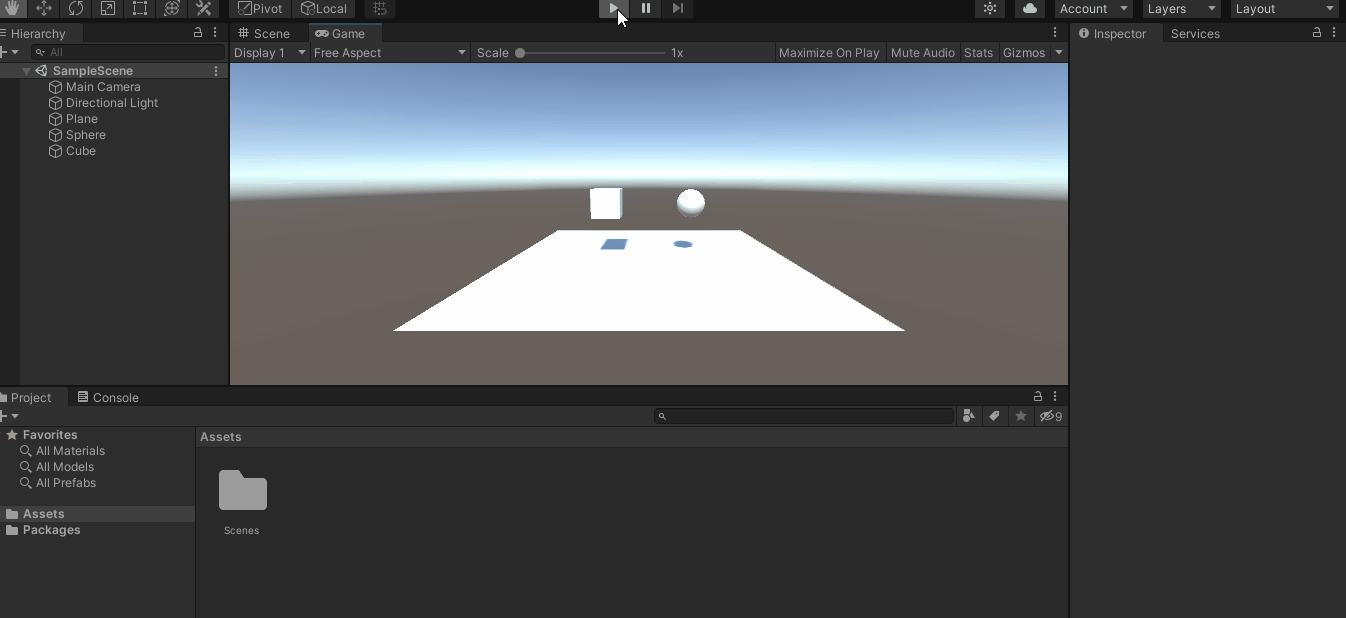 Pivot Local Account Layers Layout
Hierarchy Scene Game Inspector Services
All Display 1 Free Aspect Scale 1x Maximize On Play Mute Audio Stats Gizmos
SampleScene
Main Camera
Directional Light
Plane
Sphere
Cube
Project Console
9
Favorites Assets
All Materials
All Models
All Prefabs
Assets
Packages
Scenes